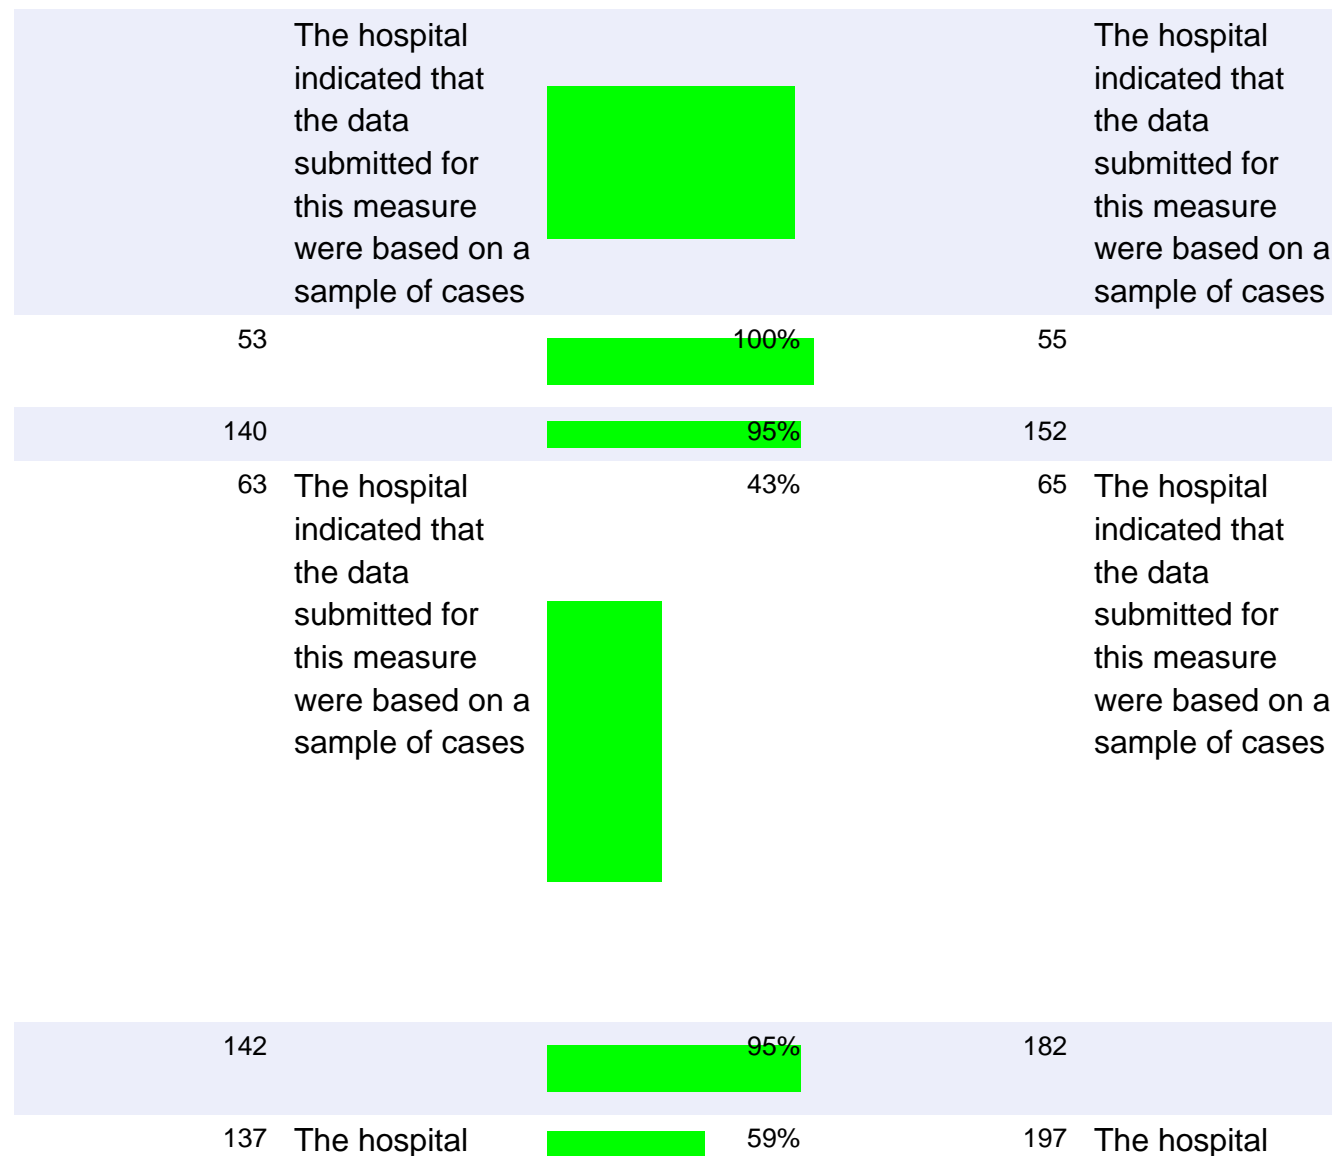 The hospital
indicated that
the data
submitted for
this measure
were based on a
sample of cases
The hospital
indicated that
the data
submitted for
this measure
were based on a
sample of cases
53 100% 55
140 95% 152
63 The hospital
indicated that
the data
submitted for
this measure
were based on a
sample of cases
43%
65 The hospital
indicated that
the data
submitted for
this measure
were based on a
sample of cases
142 95% 182
137 The hospital 59% 197 The hospital